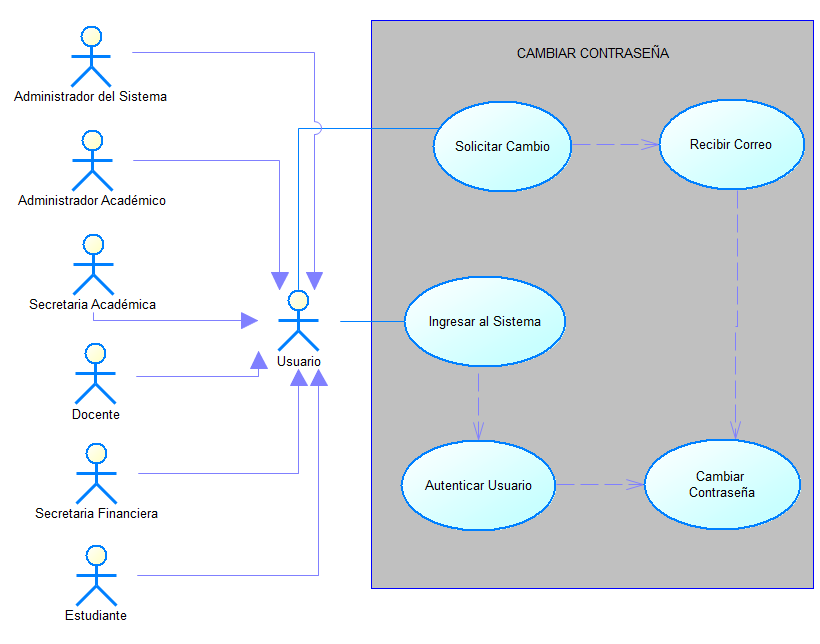 CAMBIAR CONTRASEÑA
Administrador del Sistema
Solicitar Cambio
Recibir Correo
Administrador Académico
Secretaria Académica
Ingresar al Sistema
Usuario
Docente
Autenticar Usuario
Cambiar
Contraseña
Secretaria Financiera
Estudiante